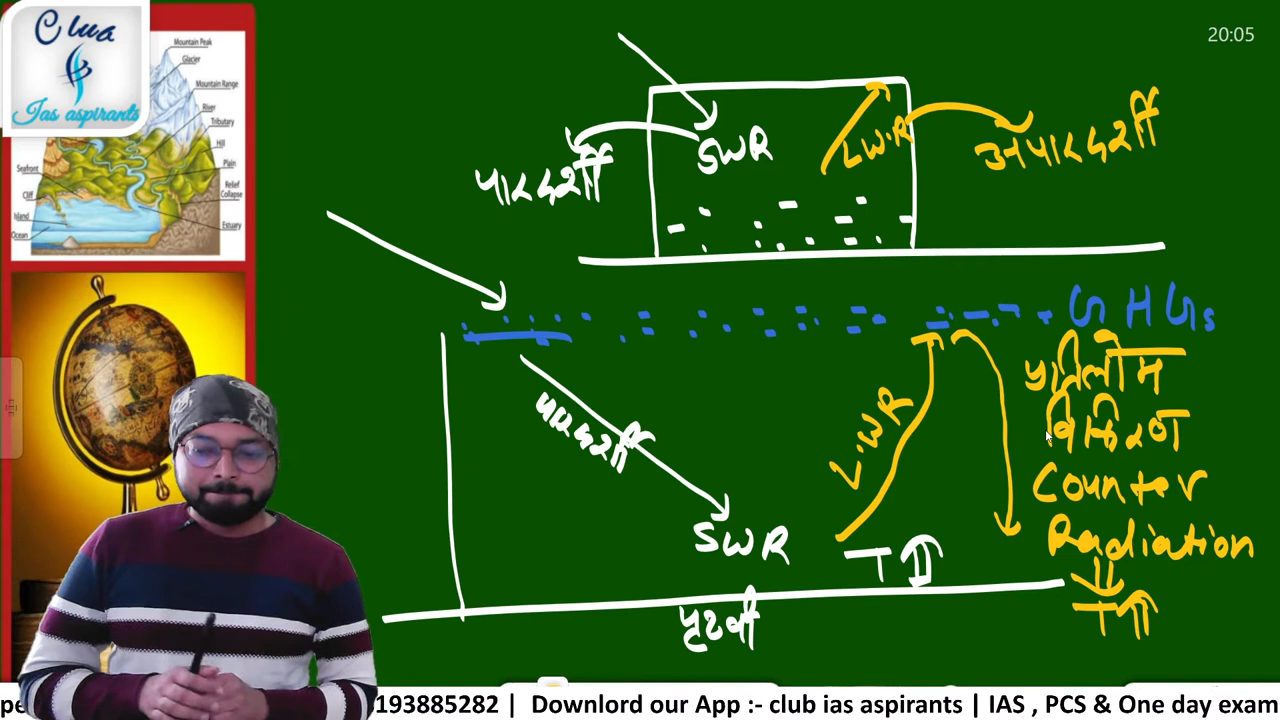 Club
Ias aspirants
Mountain Peak
Glacier
Mountain Range
River
Tributary
Hill
Plain
Seafront
Relief
Collapse
Cliff
Island
Estuary
Ocean
20:05
SWR
L.W.R
पारदर्शी
अपारदर्शी
GHGs
पारदर्शी
L.WR
प्रतिलोम
विकिरण
Counter
Radiation
SWR
T
T
पृथ्वी
193885282 | Downlord our App :- club ias aspirants | IAS , PCS & One day exam